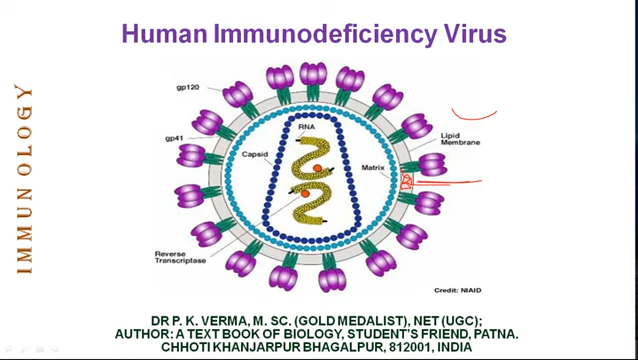 Human Immunodeficiency Virus
IMMUNOLOGY
gp120
gp41
RNA
Capsid
Lipid
Membrane
Matrix
Reverse
Transcriptase
Credit: NIAID
DR P. K. VERMA, M. SC. (GOLD MEDALIST), NET (UGC);
AUTHOR: A TEXT BOOK OF BIOLOGY, STUDENT'S FRIEND, PATNA.
CHHOTI KHANJARPUR BHAGALPUR, 812001, INDIA